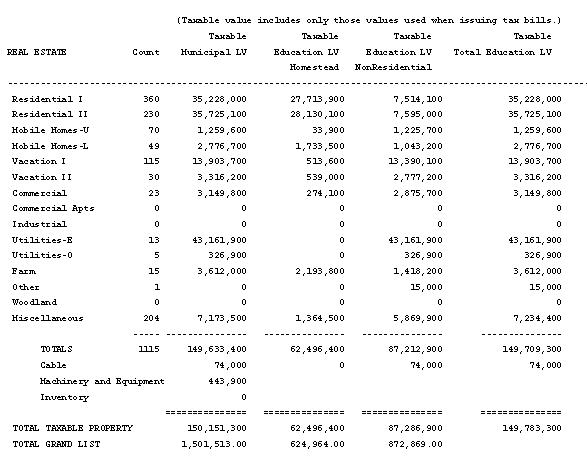 (Taxable value includes only those values used when issuing tax bills.)
Taxable Taxable Taxable Taxable
REAL ESTATE Count Municipal LV Education LV Education LV Total Education LV
Homestead NonResidential
Residential I 360 35,228,000 27,713,900 7,514,100 35,228,000
Residential II 230 35,725,100 28,130,100 7,595,000 35,725,100
Mobile Homes-U 70 1,259,600 33,900 1,225,700 1,259,600
Mobile Homes-L 49 2,776,700 1,733,500 1,043,200 2,776,700
Vacation I 115 13,903,700 513,600 13,390,100 13,903,700
Vacation II 30 3,316,200 539,000 2,777,200 3,316,200
Commercial 23 3,149,800 274,100 2,875,700 3,149,800
Commercial Apts 0 0 0 0 0
Industrial 0 0 0 0 0
Utilities-E 13 43,161,900 0 43,161,900 43,161,900
Utilities-O 5 326,900 0 326,900 326,900
Farm 15 3,612,000 2,193,800 1,418,200 3,612,000
Other 1 0 0 15,000 15,000
Woodland 0 0 0 0 0
Miscellaneous 204 7,173,500 1,364,500 5,869,900 7,234,400
TOTALS 1115 149,633,400 62,496,400 87,212,900 149,709,300
Cable 74,000 0 74,000 74,000
Machinery and Equipment 443,900
Inventory 0
TOTAL TAXABLE PROPERTY 150,151,300 62,496,400 87,286,900 149,783,300
TOTAL GRAND LIST 1,501,513.00 624,964.00 872,869.00